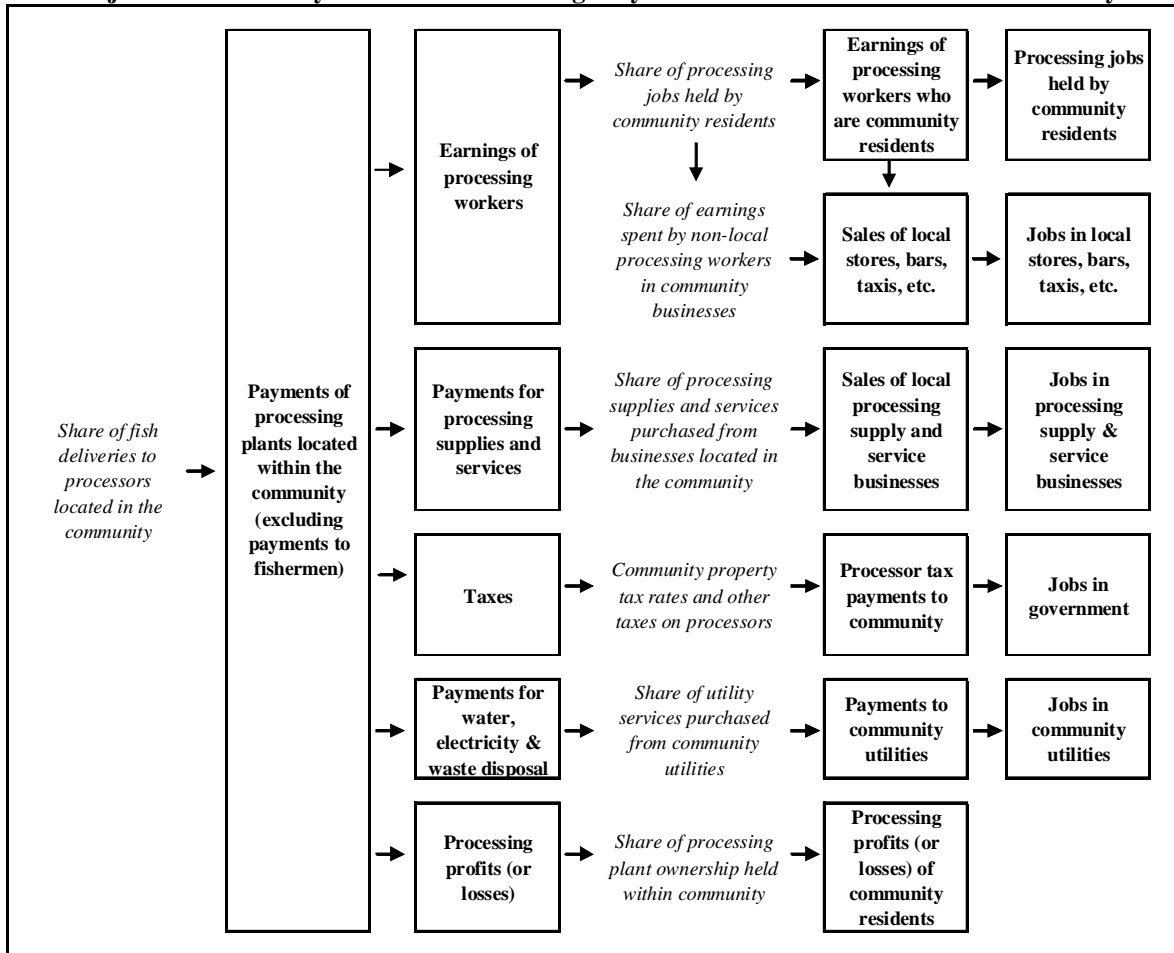 Share of fish
deliveries to
processors
located in the
community
Payments of
processing
plants located
within the
community
(excluding
payments to
fishermen)
Earnings of
processing
workers
Share of processing
jobs held by
community residents
Earnings of
processing
workers who
are community
residents
Processing jobs
held by
community
residents
Share of earnings
spent by non-local
processing workers
in community
businesses
Sales of local
stores, bars,
taxis, etc.
Jobs in local
stores, bars,
taxis, etc.
Payments for
processing
supplies and
services
Share of processing
supplies and services
purchased from
businesses located in
the community
Sales of local
processing
supply and
service
businesses
Jobs in
processing
supply &
service
businesses
Taxes
Community property
tax rates and other
taxes on processors
Processor tax
payments to
community
Jobs in
government
Payments for
water,
electricity &
waste disposal
Share of utility
services purchased
from community
utilities
Payments to
community
utilities
Jobs in
community
utilities
Processing
profits (or
losses)
Share of processing
plant ownership held
within community
Processing
profits (or
losses) of
community
residents